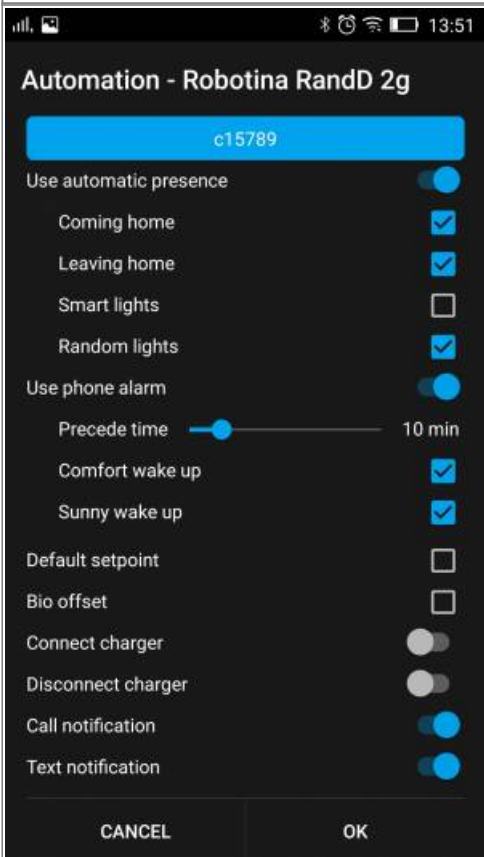 13:51
Automation - Robotina RandD 2g
c15789
Use automatic presence
Coming home
Leaving home
Smart lights
Random lights
Use phone alarm
Precede time 10 min
Comfort wake up
Sunny wake up
Default setpoint
Bio offset
Connect charger
Disconnect charger
Call notification
Text notification
CANCEL OK